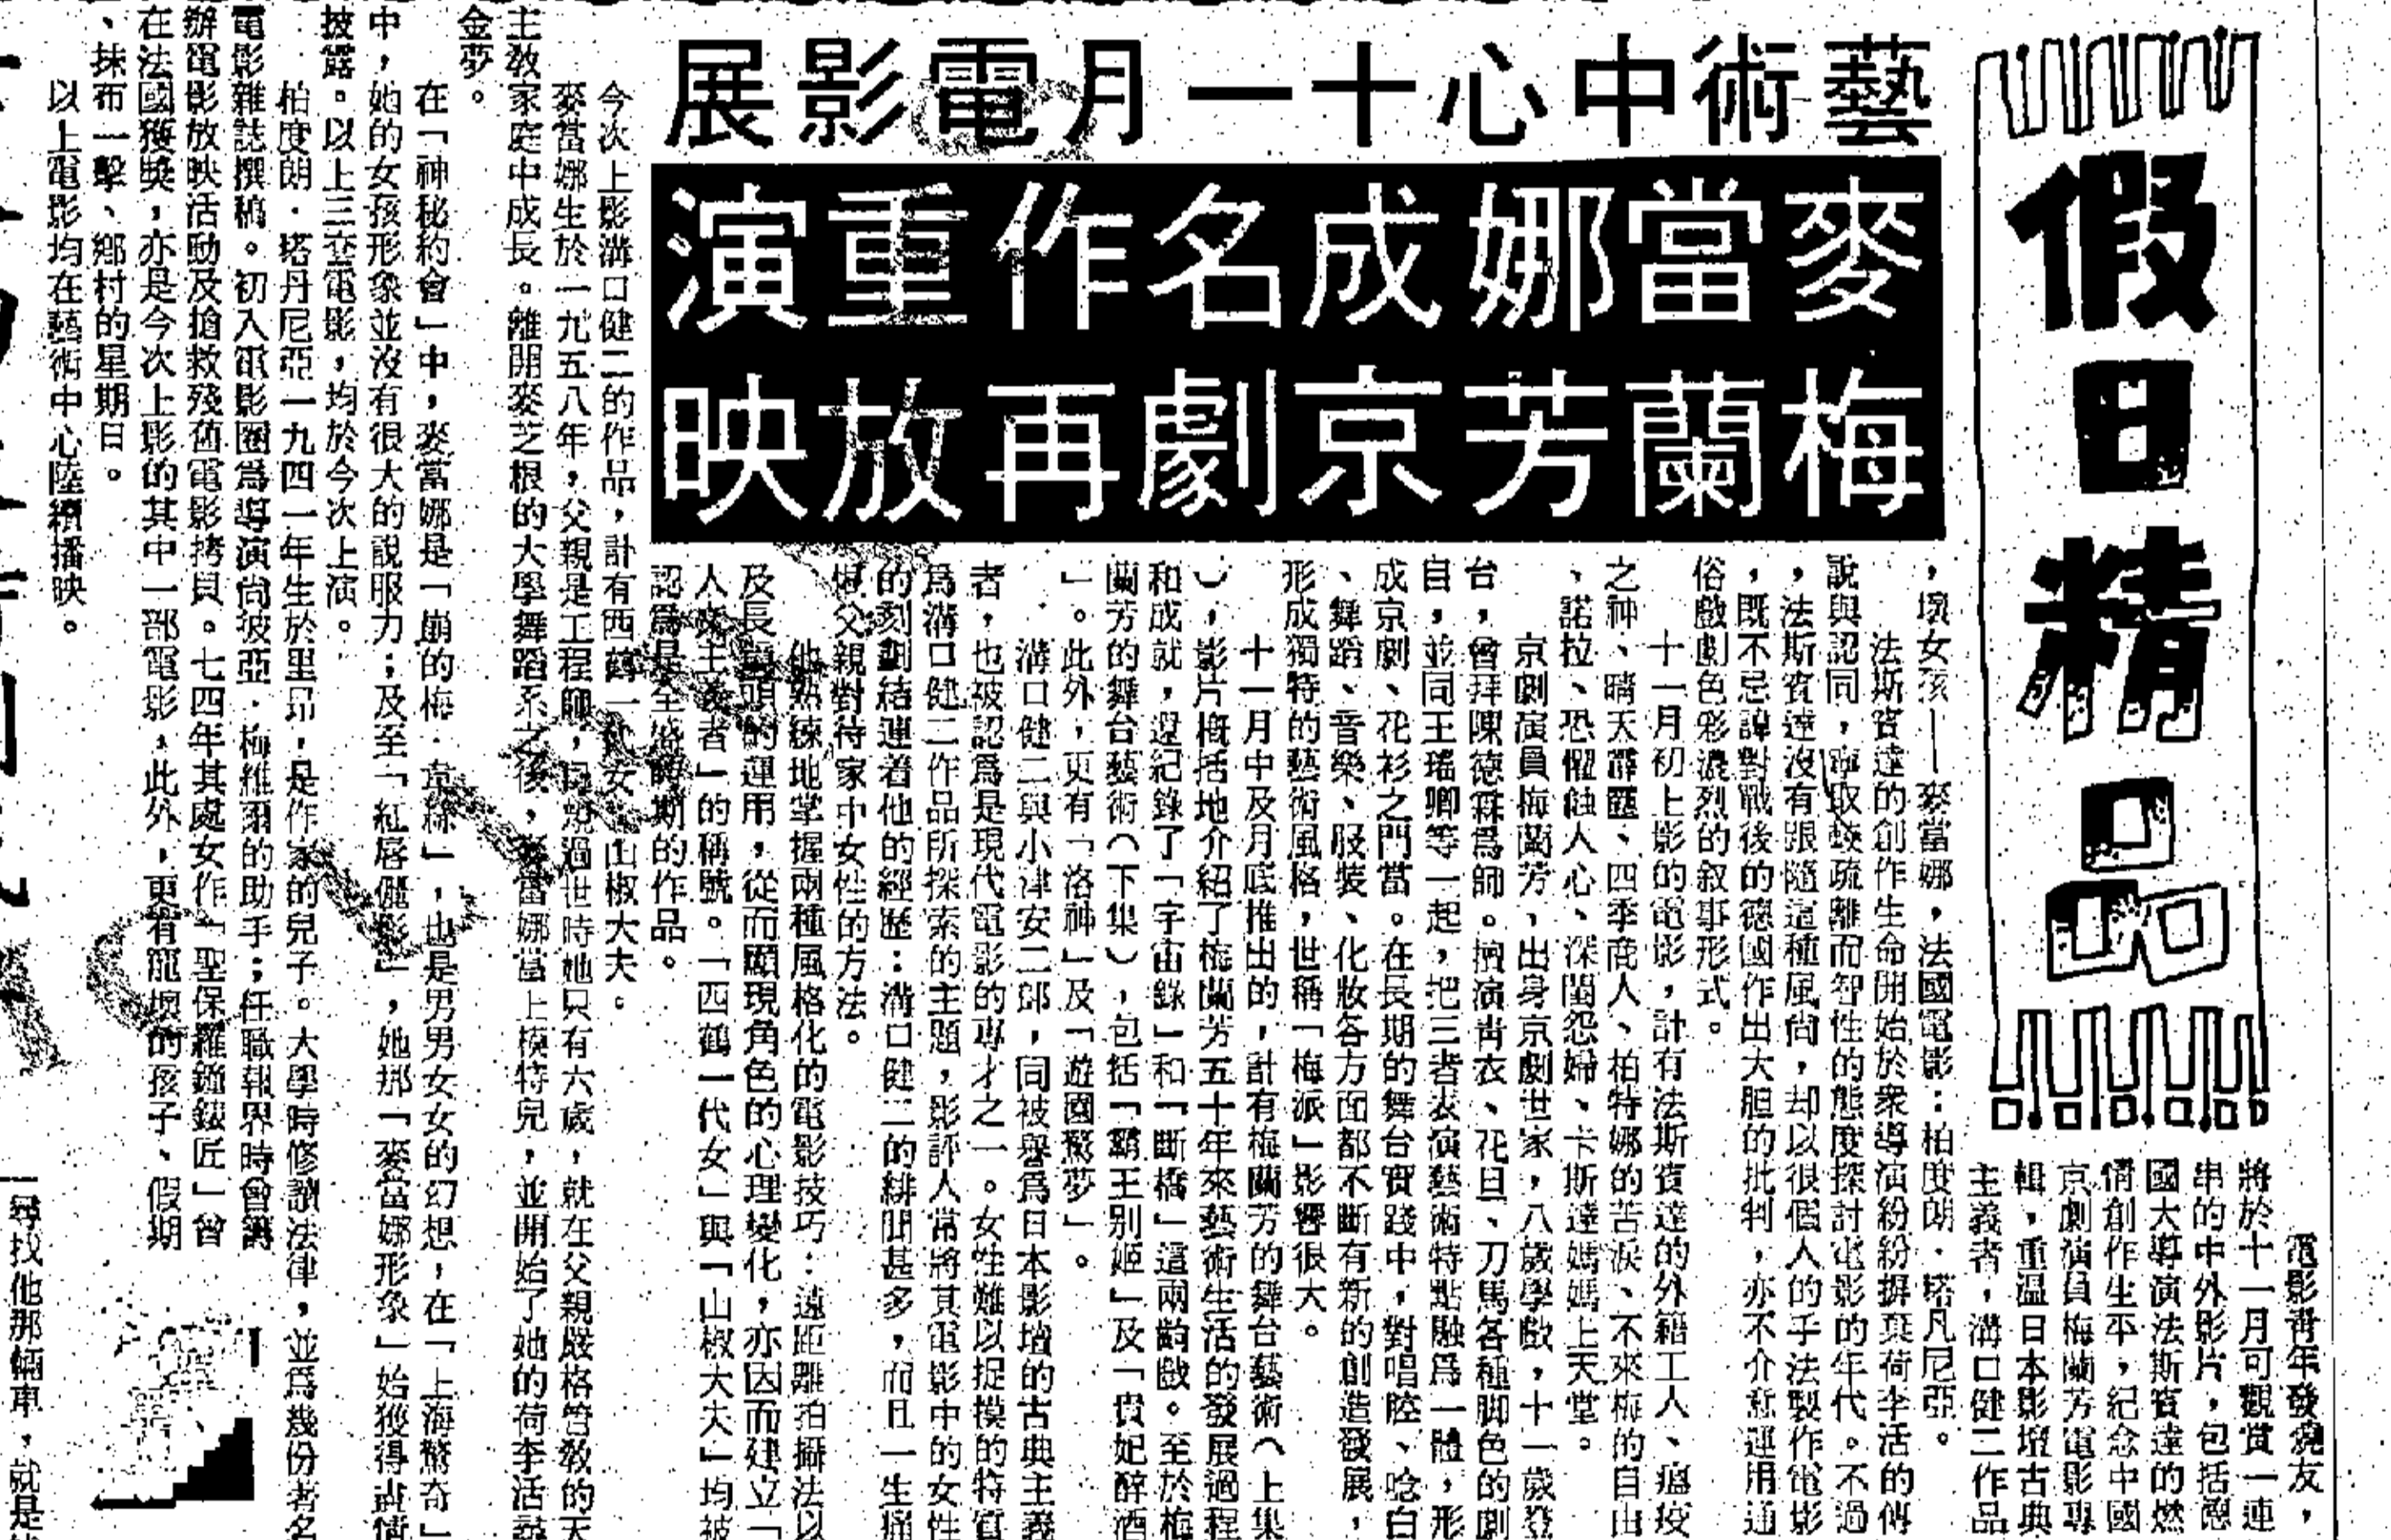 假日精品
藝術中心十一月電影展
麥當娜成名作重演
梅蘭芳京劇再放映
電影青年發燒友，
將於十一月可觀賞一連
串的中外影片，包括德
國大導演法斯賓達的燃
情創作生平，紀念中國
京劇演員梅蘭芳電影專
輯，重溫日本影壇古典
主義者，溝口健二作品
，壞女孩—麥當娜，法國電影：柏度朗．塔凡尼亞。
法斯賓達的創作生命開始於衆導演紛紛摒棄荷李活的傳
說與認同，寧取較疏離而智性的態度探討電影的年代。不過
，法斯賓達沒有跟隨這種風尚，却以很個人的手法製作電影
，既不忌諱對戰後的德國作出大胆的批判，亦不介意運用通
俗戲劇色彩濃烈的叙事形式。
十一月初上影的電影，計有法斯賓達的外籍工人、瘟疫
之神、晴天霹靂、四季商人、柏特娜的苦淚、不來梅的自由
、諾拉、恐懼蝕人心、深閨怨婦、卡斯達媽媽上天堂。
京劇演員梅蘭芳，出身京劇世家，八歲學戲，十一歲登
台，曾拜陳德霖爲師。擅演青衣、花旦、刀馬各種脚色的劇
自，並同王瑤卿等一起，把三者表演藝術特點融爲一體，形
成京劇、花衫之門當。在長期的舞台實踐中，對唱腔、唸白
、舞蹈、音樂、服裝、化妝各方面都不斷有新的創造發展，
形成獨特的藝術風格，世稱「梅派」影響很大。
十一月中及月底推出的，計有梅蘭芳的舞台藝術（上集
），影片概括地介紹了梅蘭芳五十年來藝術生活的發展過程
和成就，還紀錄了「宇宙鋒」和「斷橋」這兩齣戲。至於梅
蘭芳的舞台藝術（下集），包括「霸王別姬」及「貴妃醉酒
」。此外，更有「洛神」及「遊園驚夢」。
溝口健二與小津安二郎，同被譽爲日本影壇的古典主義
者，也被認爲是現代電影的專才之一。女性難以捉摸的特質
爲溝口健二作品所探索的主題，影評人常將其電影中的女性
的刻劃結連着他的經歷：溝口健二的緋聞甚多，而且一生痛
恨父親對待家中女性的方法。
他熟練地掌握兩種風格化的電影技巧：遠距離拍攝法以
及長鏡頭的運用，從而顯現角色的心理變化，亦因而建立「
人文主義者」的稱號。「西鶴一代女」與「山椒大夫」均被
認爲是全盛時期的作品。
今次上影溝口健二的作品，計有西鶴一代女、山椒大夫。
麥當娜生於一九五八年，父親是工程師，母親過世時她只有六歲，就在父親嚴格管敎的天
主敎家庭中成長。離開麥芝根的大學舞蹈系之後，麥當娜當上模特兒，並開始了她的荷李活尋
金夢。
在「神秘約會」中，麥當娜是「崩的梅．韋絲」，也是男男女女的幻想，在「上海驚奇」
中，她的女孩形象並沒有很大的說服力；及至「紅唇儷影」，她那「麥當娜形象」始獲得盡情
披露。以上三套電影，均於今次上演。
柏度朗．塔丹尼亞一九四一年生於里昂，是作家的兒子。大學時修讀法律，並爲幾份著名
電影雜誌撰稿。初入電影圈爲導演尚彼亞．梅維爾的助手；任職報界時曾籌
辦電影放映活動及搶救殘舊電影拷貝。七四年其處女作「聖保羅鐘錶匠」曾
在法國獲獎，亦是今次上影的其中一部電影，此外，更有寵壞的孩子、假期
、抹布一擊、鄉村的星期日。
以上電影均在藝術中心陸續播映。
尋找他那輛車，就是